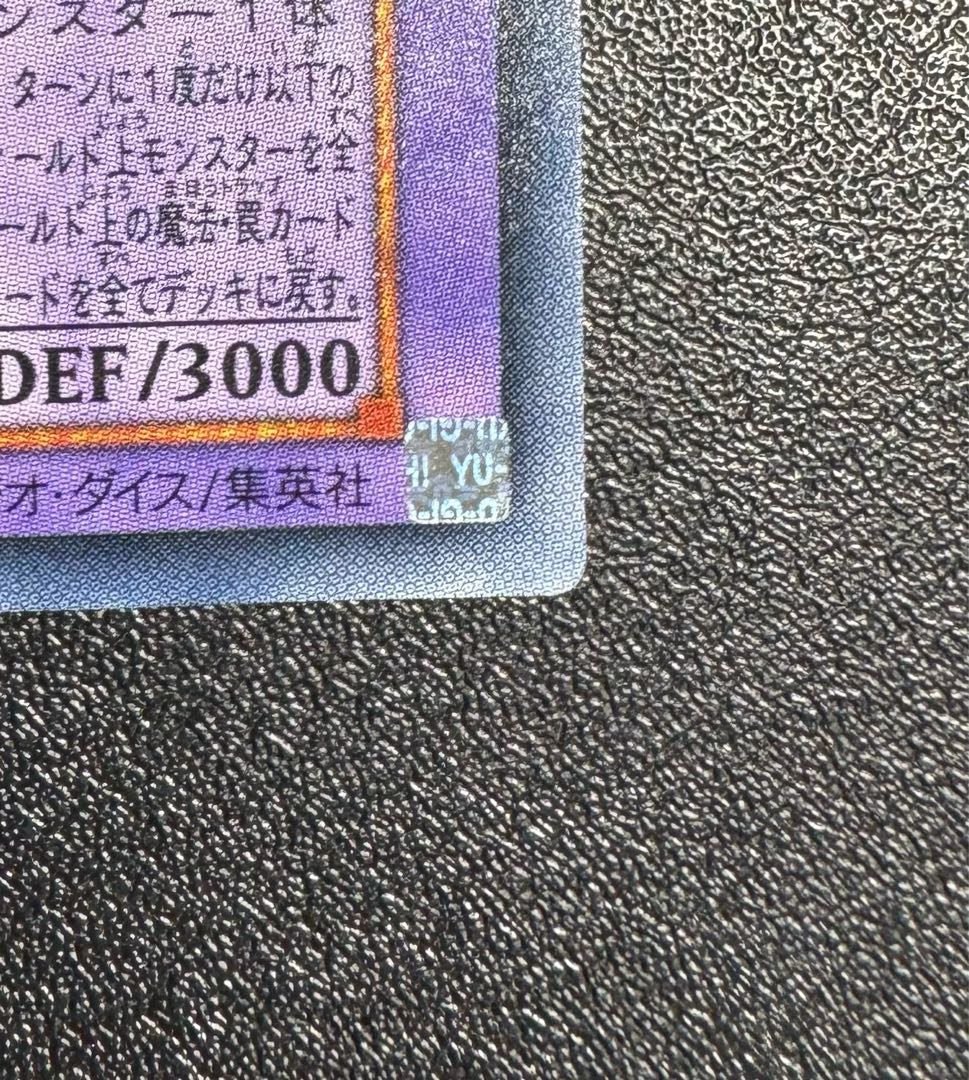 ンスター1体
ターンに1度だけ以下の
ールド上モンスターを全
ールド上の魔法・罠カード
ードを全てデッキに戻す。
DEF/3000
オ・ダイス/集英社
H! YU-